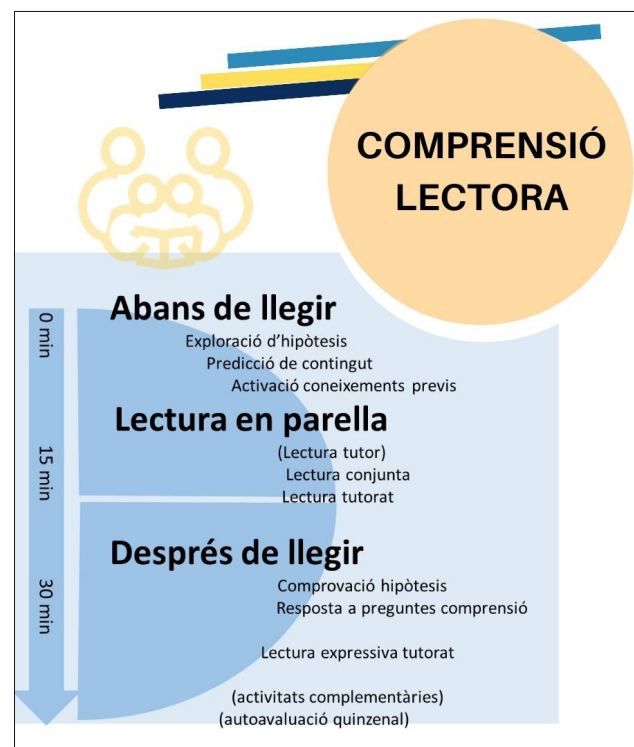 COMPRENSIÓ
LECTORA
Abans de llegir
0 min
Exploració d'hipòtesis
Predicció de contingut
Activació coneixements previs
Lectura en parella
(Lectura tutor)
15 min
Lectura conjunta
Lectura tutorat
Després de llegir
30 min
Comprovació hipòtesis
Resposta a preguntes comprensió
Lectura expressiva tutorat
(activitats complementàries)
(autoavaluació quinzenal)